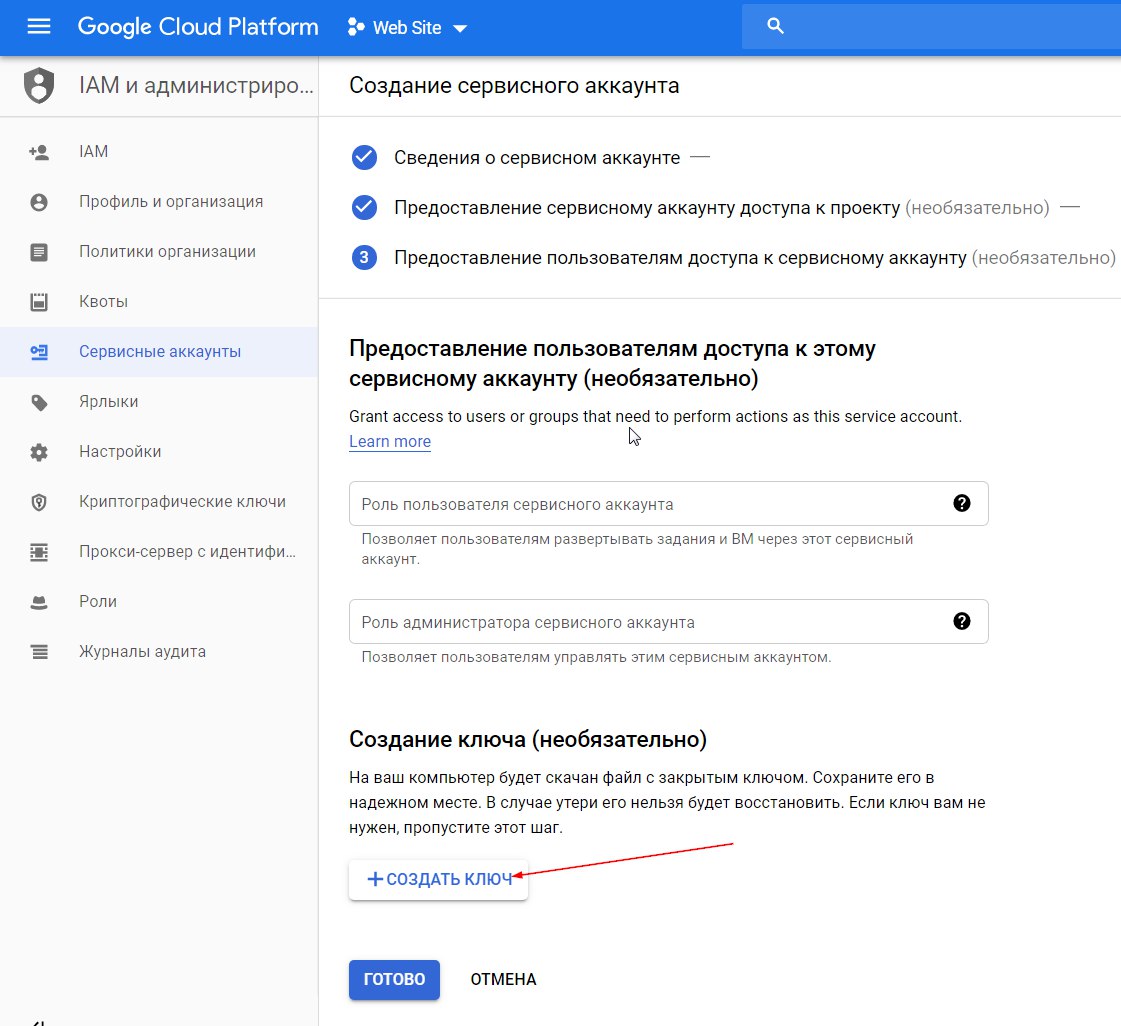 Google Cloud Platform
Web Site
IAM и администриро...
Создание сервисного аккаунта
IAM
Профиль и организация
Политики организации
Квоты
Сервисные аккаунты
Ярлыки
Настройки
Криптографические ключи
Прокси-сервер с идентифи...
Роли
Журналы аудита
Сведения о сервисном аккаунте —
Предоставление сервисному аккаунту доступа к проекту (необязательно) —
3 Предоставление пользователям доступа к сервисному аккаунту (необязательно)
Предоставление пользователям доступа к этому
сервисному аккаунту (необязательно)
Grant access to users or groups that need to perform actions as this service account.
Learn more
Роль пользователя сервисного аккаунта
Позволяет пользователям развертывать задания и ВМ через этот сервисный
аккаунт.
Роль администратора сервисного аккаунта
Позволяет пользователям управлять этим сервисным аккаунтом.
Создание ключа (необязательно)
На ваш компьютер будет скачан файл с закрытым ключом. Сохраните его в
надежном месте. В случае утери его нельзя будет восстановить. Если ключ вам не
нужен, пропустите этот шаг.
+ СОЗДАТЬ КЛЮЧ
ГОТОВО
ОТМЕНА